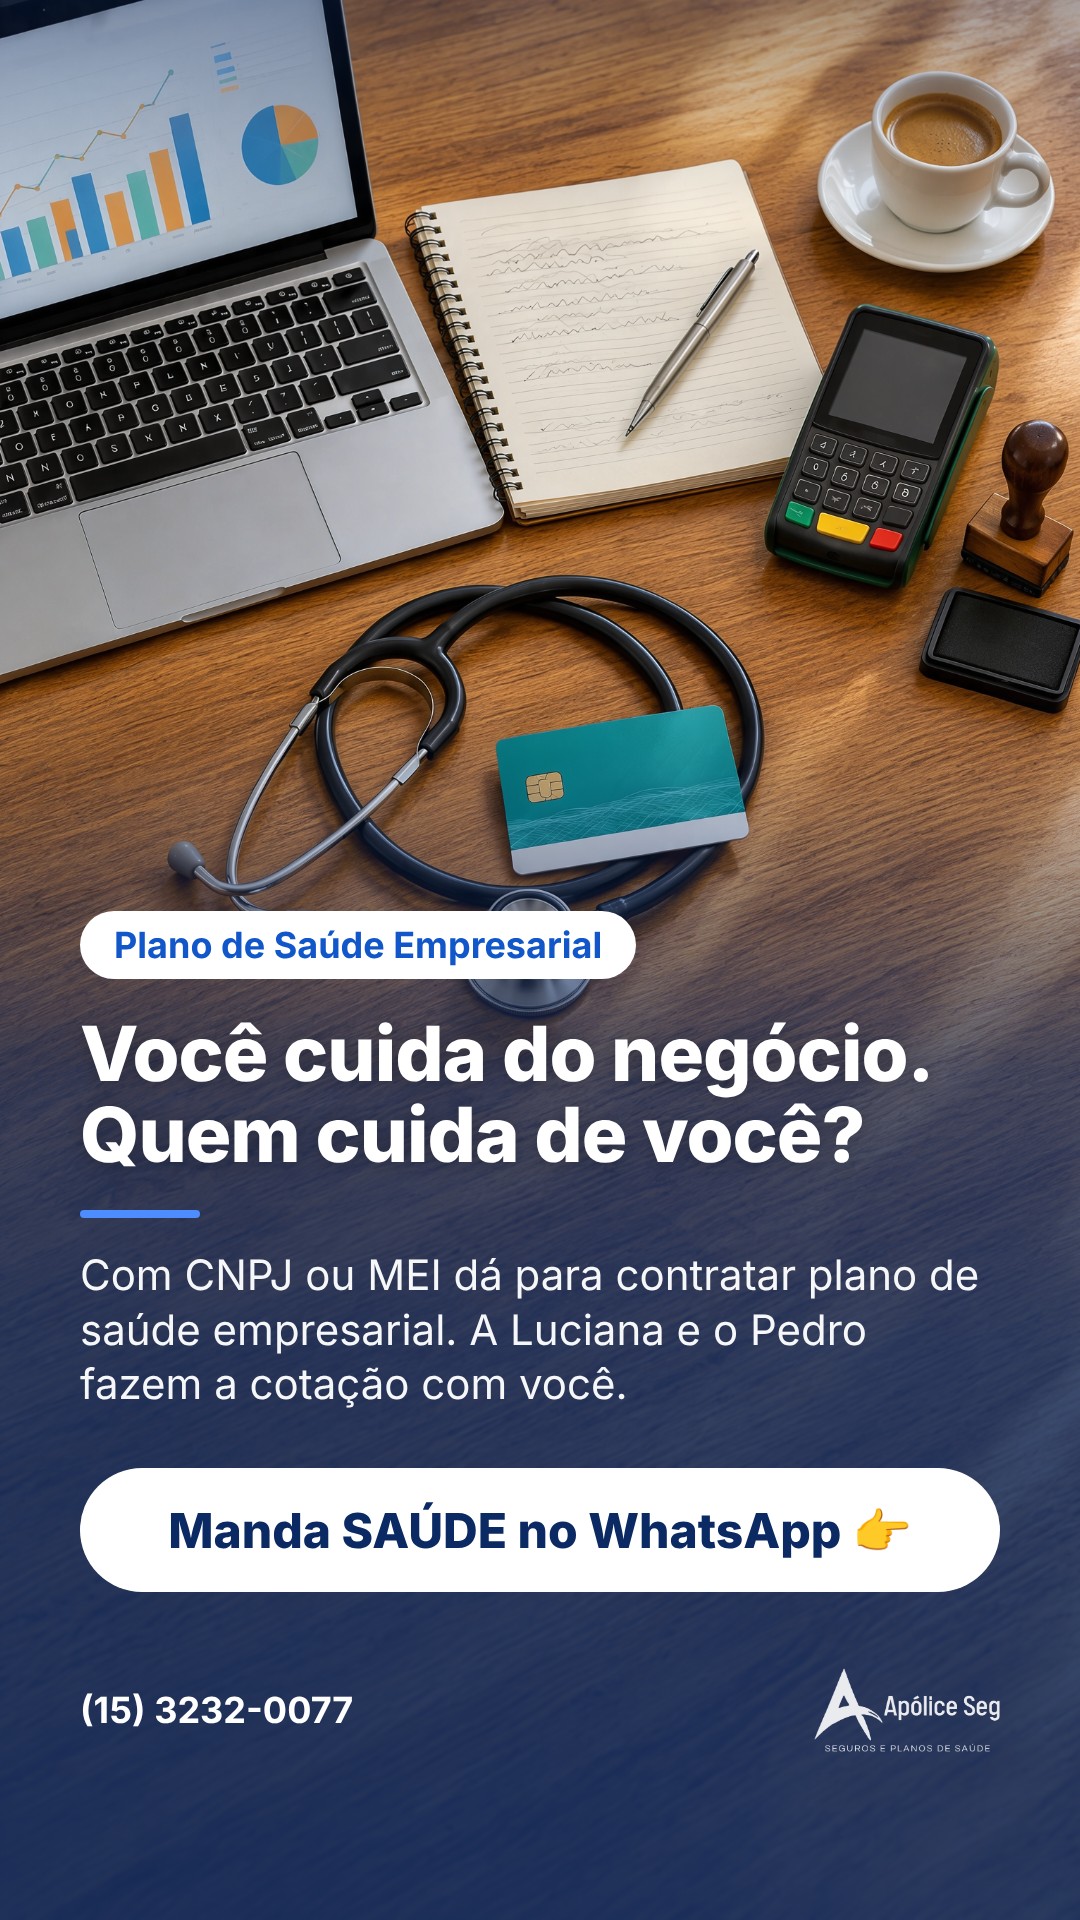 Plano de Saúde Empresarial
Você cuida do negócio.
Quem cuida de você?
Com CNPJ ou MEI dá para contratar plano de
saúde empresarial. A Luciana e o Pedro
fazem a cotação com você.
Manda SAÚDE no WhatsApp 👉
(15) 3232-0077
Apólice Seg
SEGUROS E PLANOS DE SAÚDE